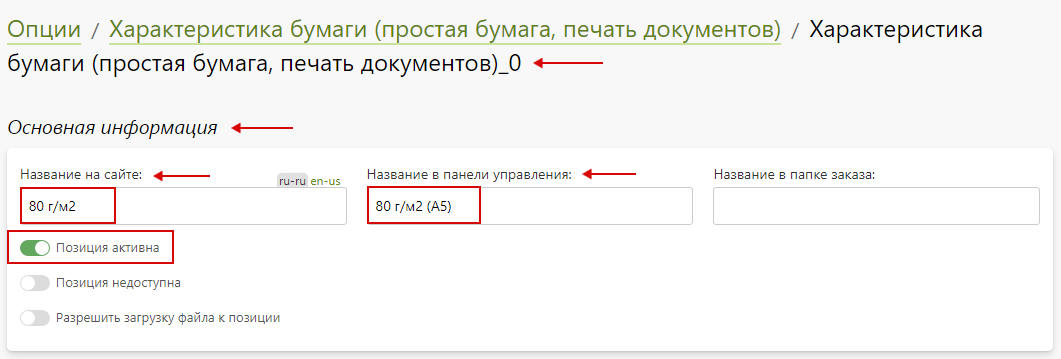 Опции / Характеристика бумаги (простая бумага, печать документов) / Характеристика
бумаги (простая бумага, печать документов)_0
Основная информация
Название на сайте:
ru-ru en-us
80 г/м2
Название в панели управления:
80 г/м2 (А5)
Название в папке заказа:
Позиция активна
Позиция недоступна
Разрешить загрузку файла к позиции